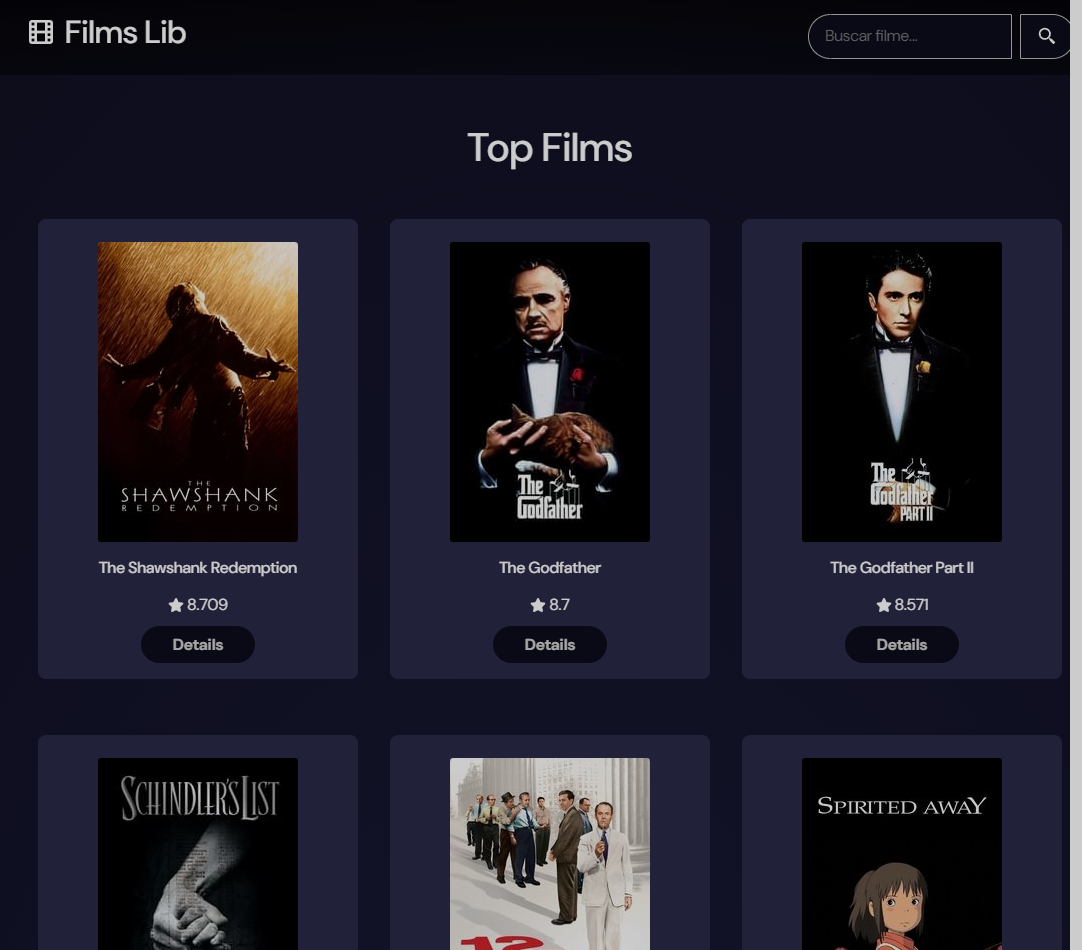 Films Lib
Buscar filme...
Top Films
THE
SHAWSHANK
REDEMPTION
The
Godfather
The
Godfather
PART II
The Shawshank Redemption
The Godfather
The Godfather Part II
8.709
8.7
8.571
Details
Details
Details
SCHINDLER'S LIST
12
SPIRITED AWAY